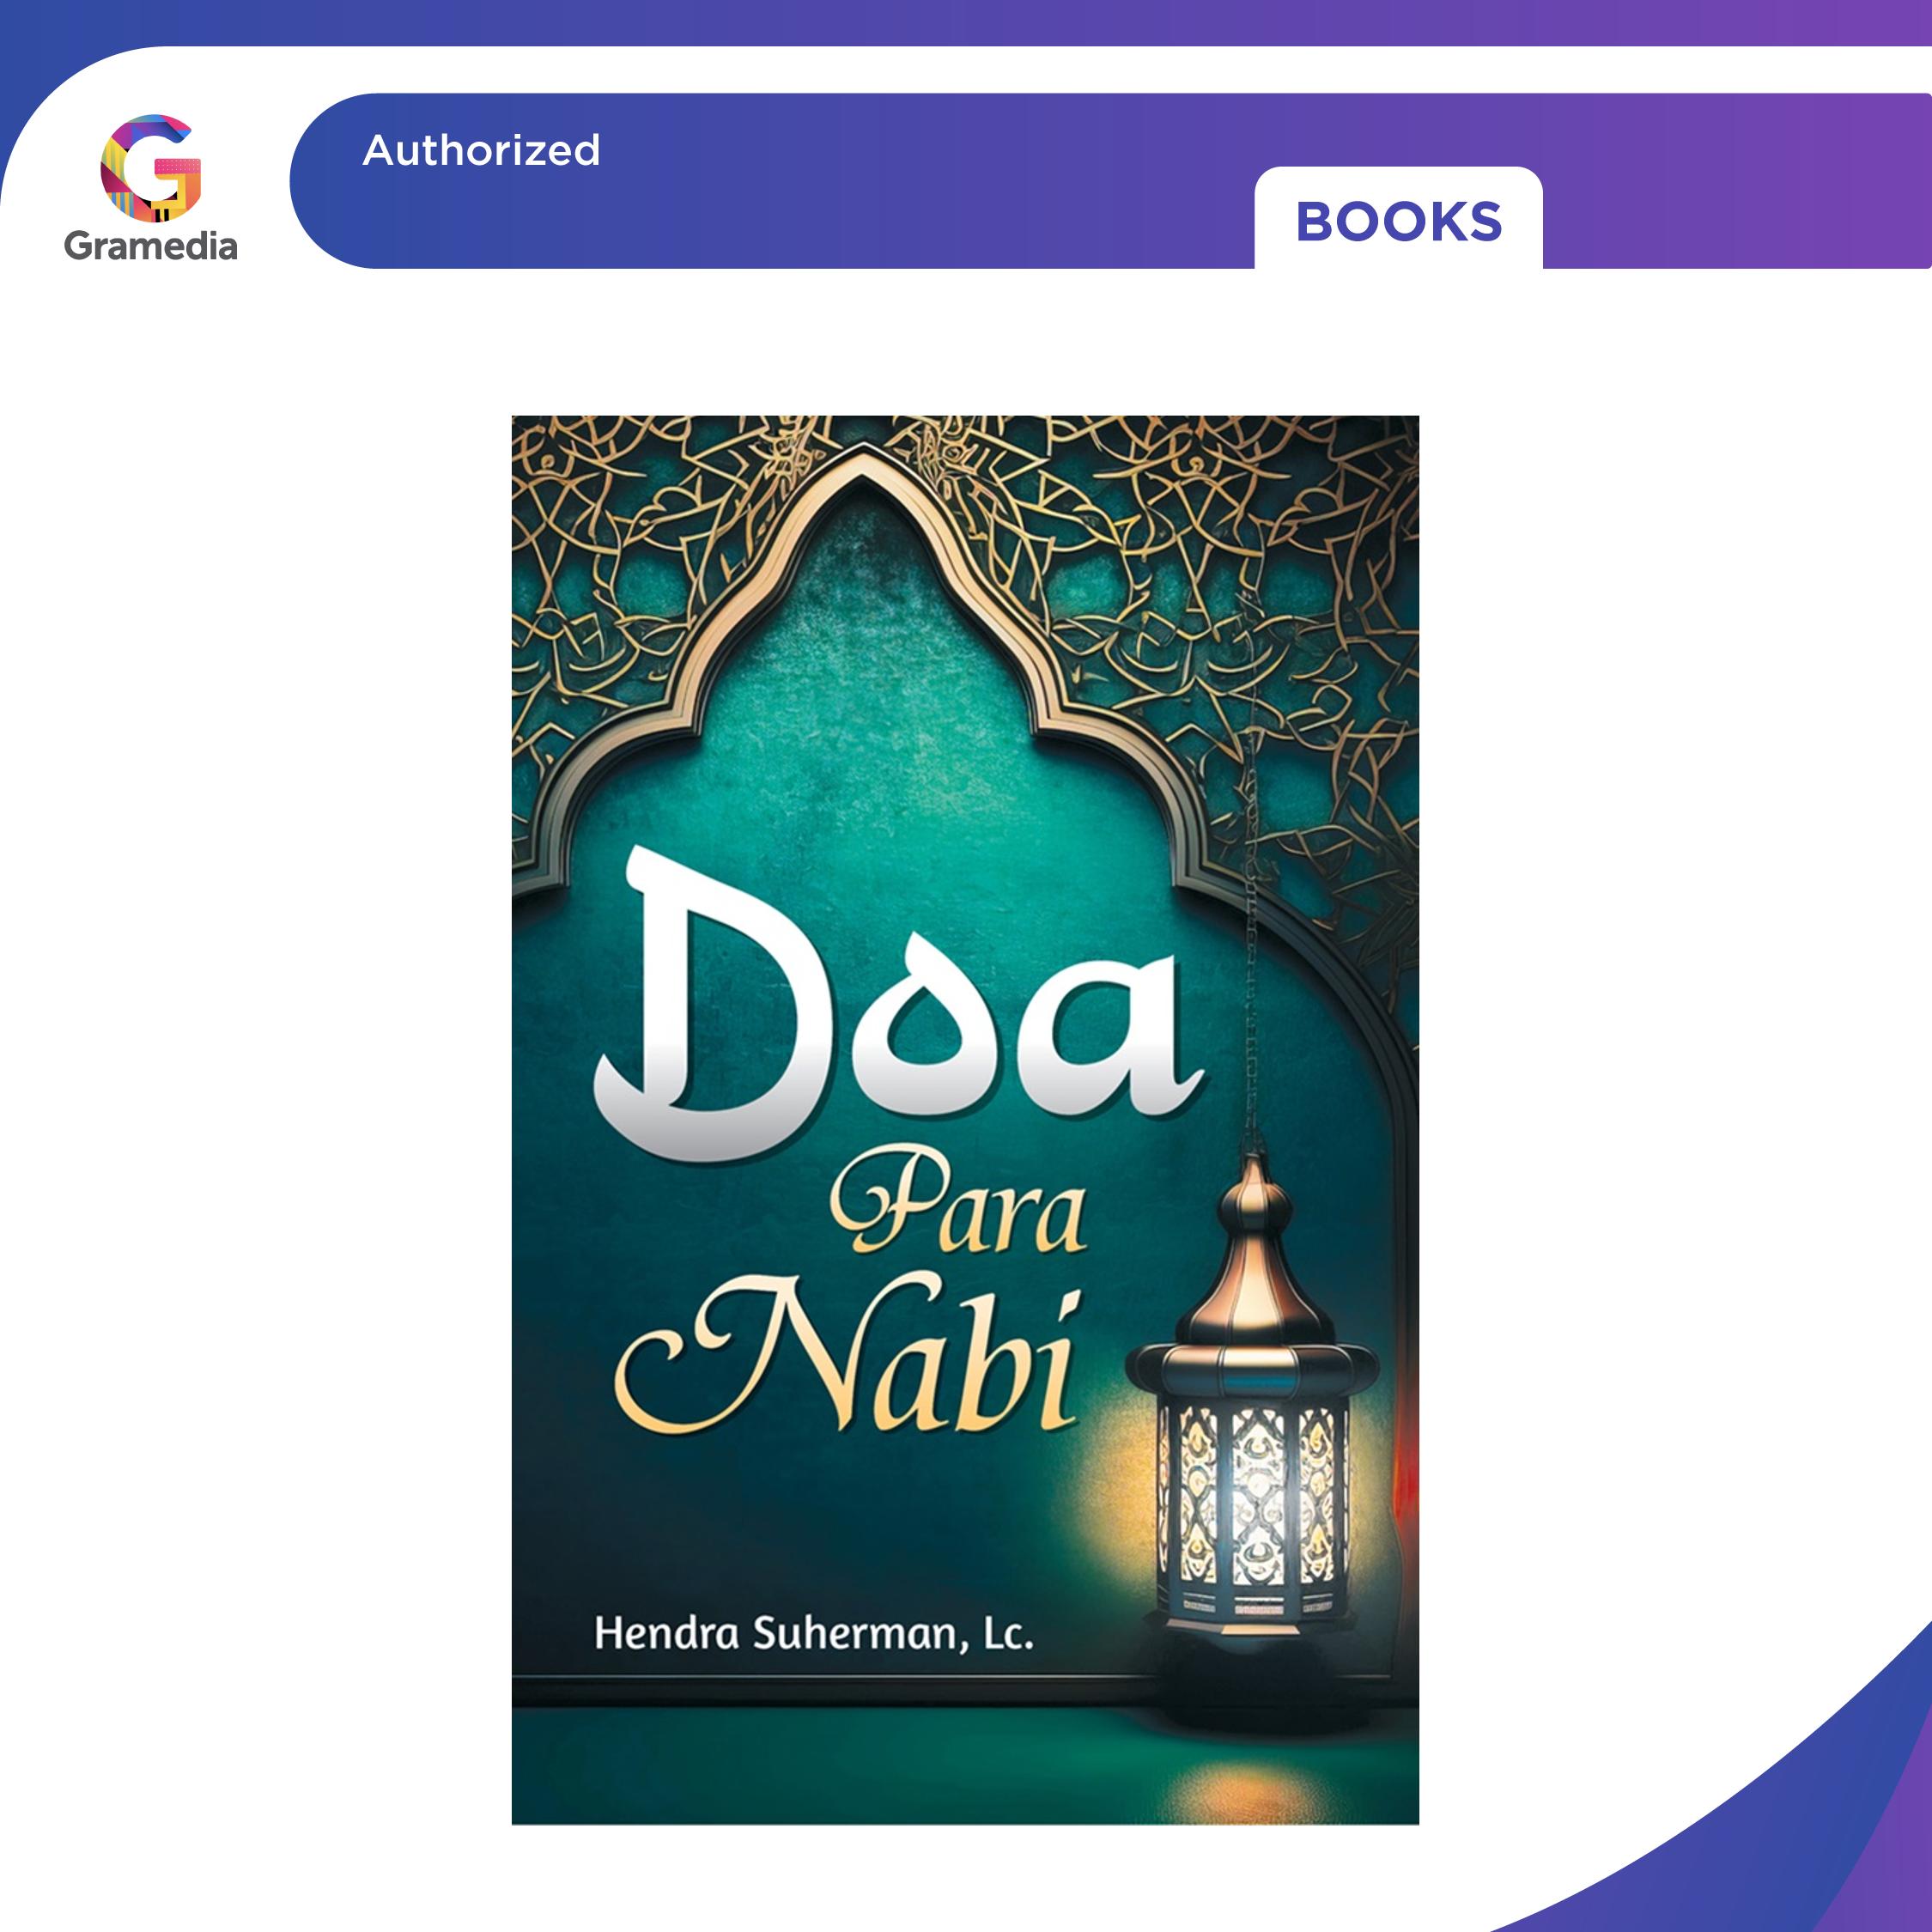 Gramedia
Authorized
BOOKS
Doa
Para
Nabi
Hendra Suherman, Lc.